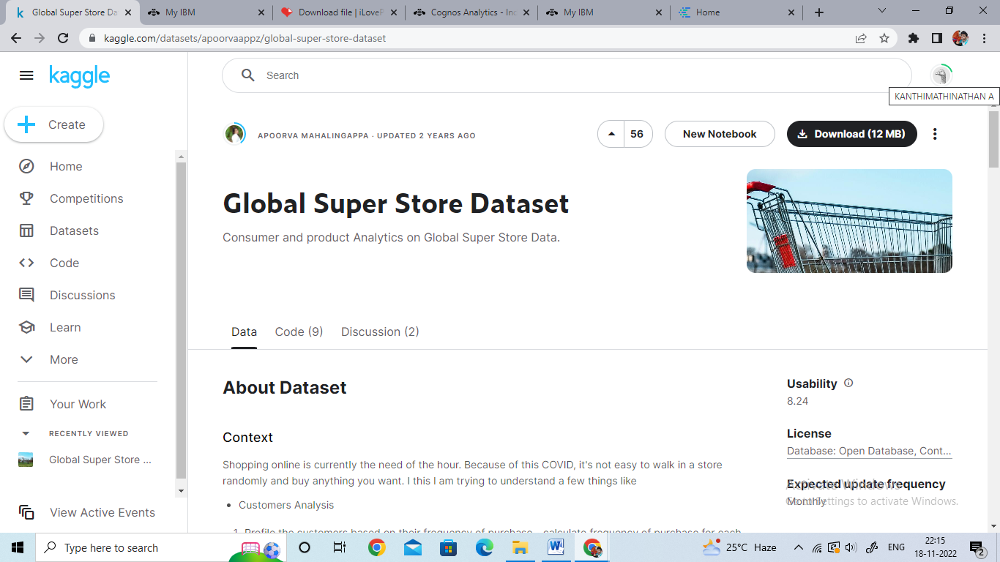 Global Super Store Da
My IBM
Download file | iLoveP
Cognos Analytics - Inc
My IBM
Home
kaggle.com/datasets/apoorvaappz/global-super-store-dataset
kaggle
Search
KANTHIMATHINATHAN A
Create
Home
Competitions
Datasets
Code
Discussions
Learn
More
Your Work
RECENTLY VIEWED
Global Super Store ...
View Active Events
APOORVA MAHALINGAPPA · UPDATED 2 YEARS AGO
56
New Notebook
Download (12 MB)
Global Super Store Dataset
Consumer and product Analytics on Global Super Store Data.
Data
Code (9)
Discussion (2)
About Dataset
Context
Shopping online is currently the need of the hour. Because of this COVID, it's not easy to walk in a store
randomly and buy anything you want. I this I am trying to understand a few things like
• Customers Analysis
1. Profile the customers based on their frequency of purchase - calculate frequency of purchase for each
Usability
8.24
License
Database: Open Database, Cont...
Expected update frequency
Monthly
Activate Windows
Go to Settings to activate Windows.
Type here to search
25°C Haze
ENG
22:15
18-11-2022
2